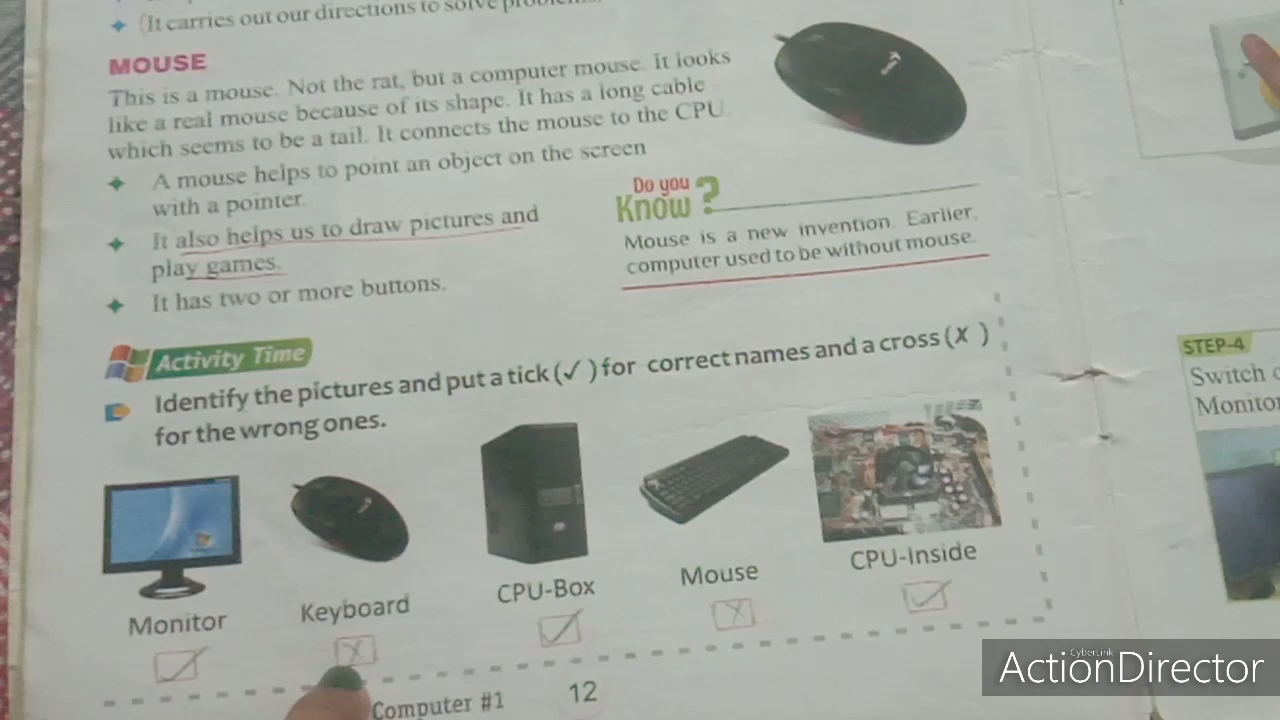 (It carries out our directions to solve
MOUSE
This is a mouse. Not the rat, but a computer mouse. It looks
like a real mouse because of its shape. It has a long cable
which seems to be a tail. It connects the mouse to the CPU.
A mouse helps to point an object on the screen
with a pointer.
It also helps us to draw pictures and
play games.
It has two or more buttons.
Do you
Know ?
Mouse is a new invention. Earlier,
computer used to be without mouse.
Activity Time
Identify the pictures and put a tick (✓) for correct names and a cross (X)
for the wrong ones.
Monitor
Keyboard
CPU-Box
Mouse
CPU-Inside
Computer #1 12
STEP-4
Switch
Monitor
CyberLink
ActionDirector